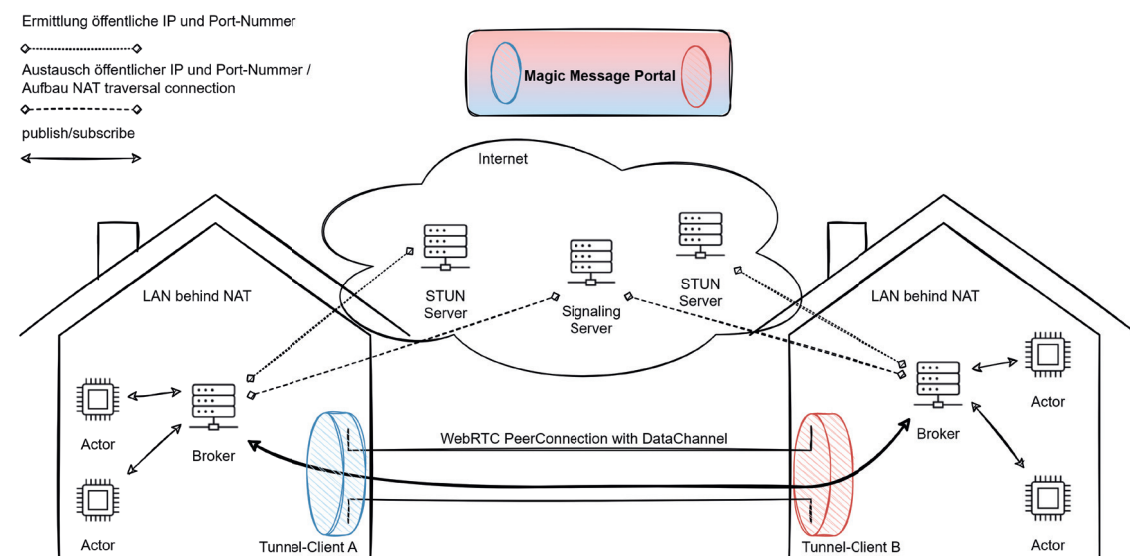 Ermittlung öffentliche IP und Port-Nummer
Austausch öffentlicher IP und Port-Nummer /
Aufbau NAT traversal connection
publish/subscribe
Magic Message Portal
Internet
STUN
Server
Signaling
Server
STUN
Server
LAN behind NAT
Actor
Broker
Actor
Tunnel-Client A
WebRTC PeerConnection with DataChannel
LAN behind NAT
Actor
Broker
Actor
Tunnel-Client B